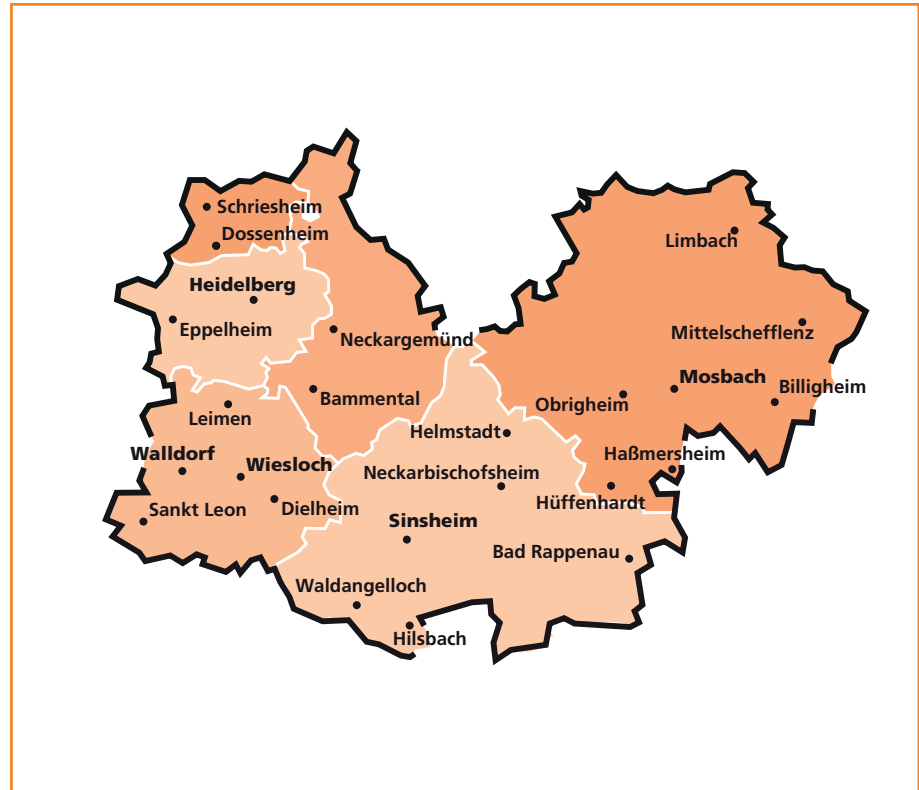 Schriesheim
Dossenheim
Limbach
Heidelberg
Eppelheim
Neckargemünd
Mittelschefflenz
Mosbach
Bammental
Billigheim
Obrigheim
Leimen
Helmstadt
Walldorf
Wiesloch
Haßmersheim
Neckarbischofsheim
Hüffenhardt
Sankt Leon
Dielheim
Sinsheim
Bad Rappenau
Waldangelloch
Hilsbach